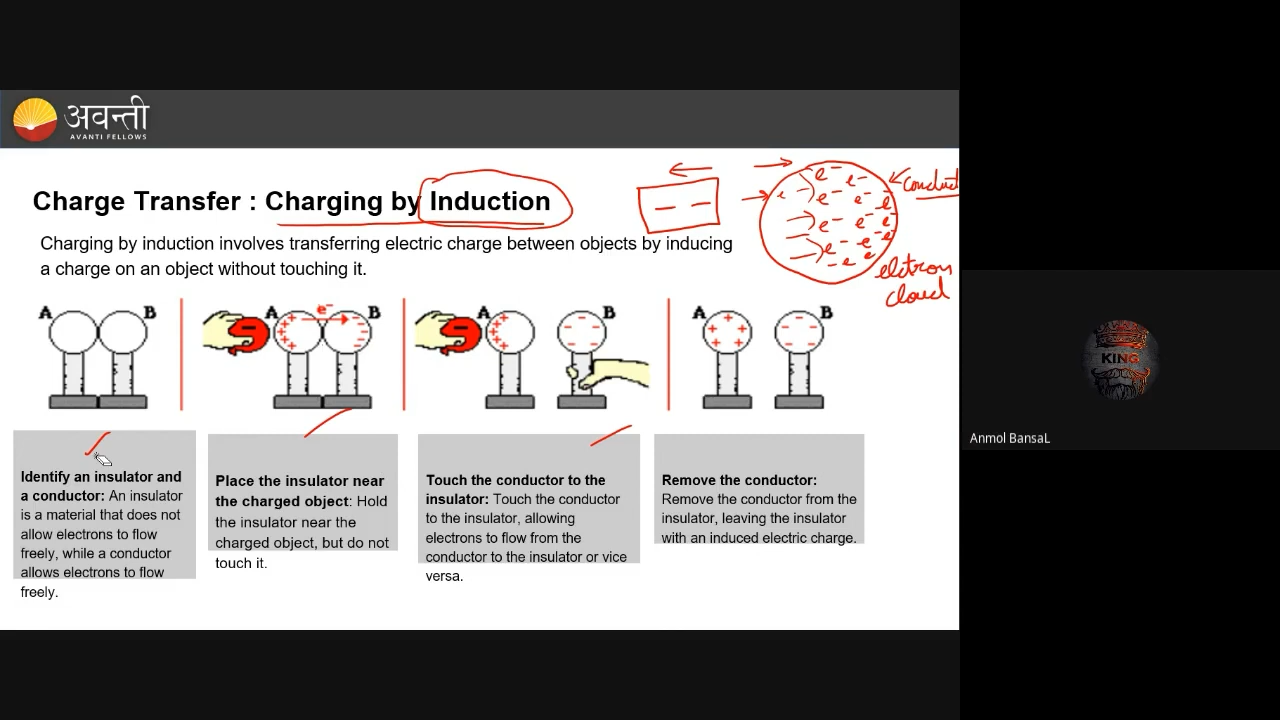 अवन्ती
AVANTI FELLOWS
Charge Transfer : Charging by Induction
Charging by induction involves transferring electric charge between objects by inducing
a charge on an object without touching it.
— —
e− e−
e − e− e− e
e− e− e
e− e− e
− e e
conduct
eletron
cloud
A B
A e− B
A B
A B
Identify an insulator and
a conductor: An insulator
is a material that does not
allow electrons to flow
freely, while a conductor
allows electrons to flow
freely.
Place the insulator near
the charged object: Hold
the insulator near the
charged object, but do not
touch it.
Touch the conductor to the
insulator: Touch the conductor
to the insulator, allowing
electrons to flow from the
conductor to the insulator or vice
versa.
Remove the conductor:
Remove the conductor from the
insulator, leaving the insulator
with an induced electric charge.
KING
Anmol BansaL